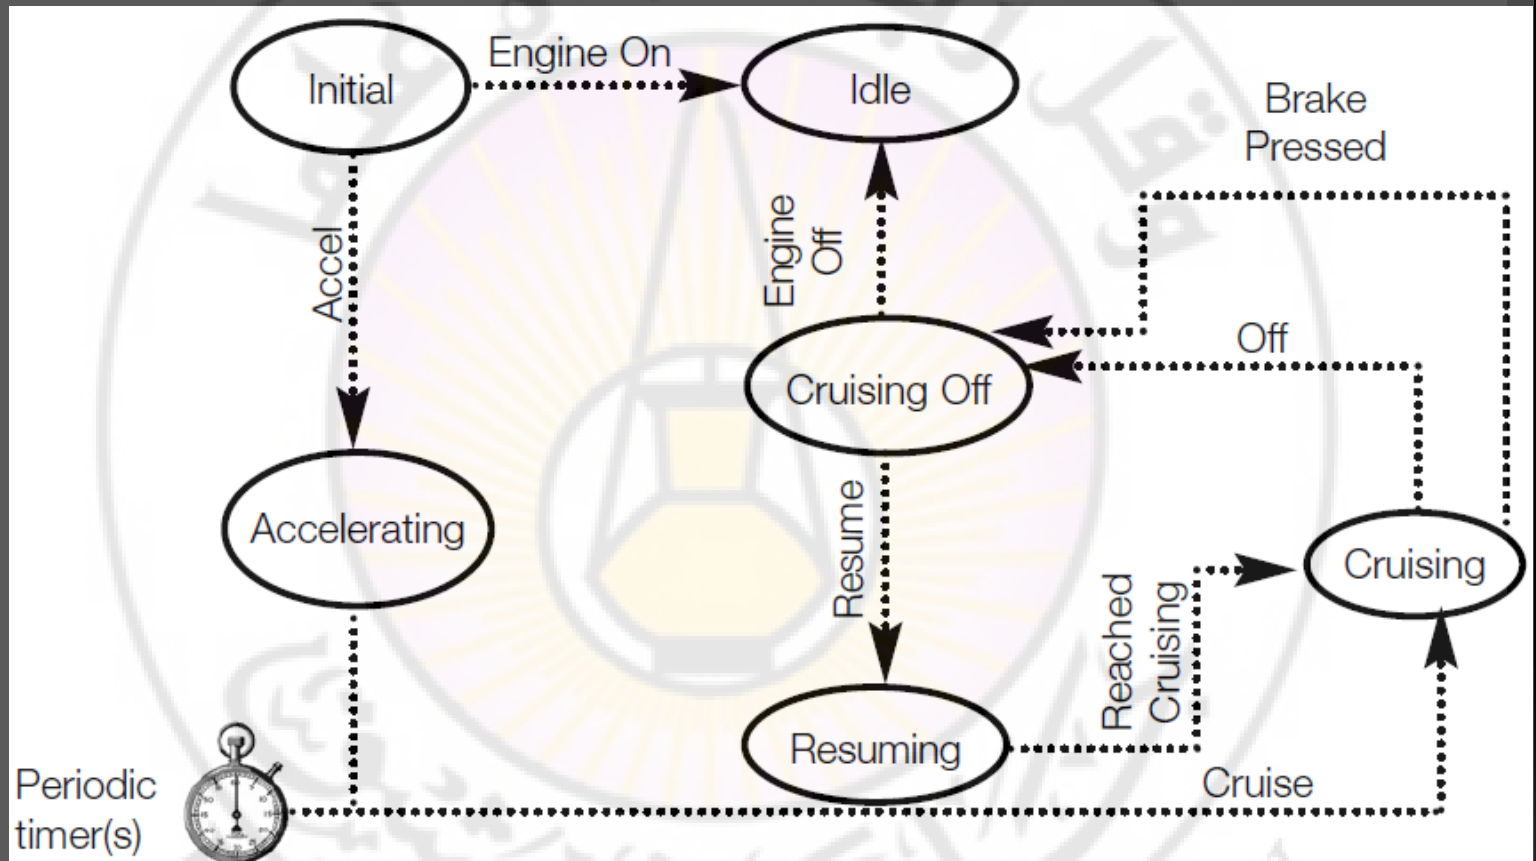 Engine On
Initial
Idle
Brake
Pressed
Accel
Engine
Off
Off
Cruising Off
Accelerating
Resume
Cruising
Reached
Cruising
Resuming
Cruise
Periodic
timer(s)